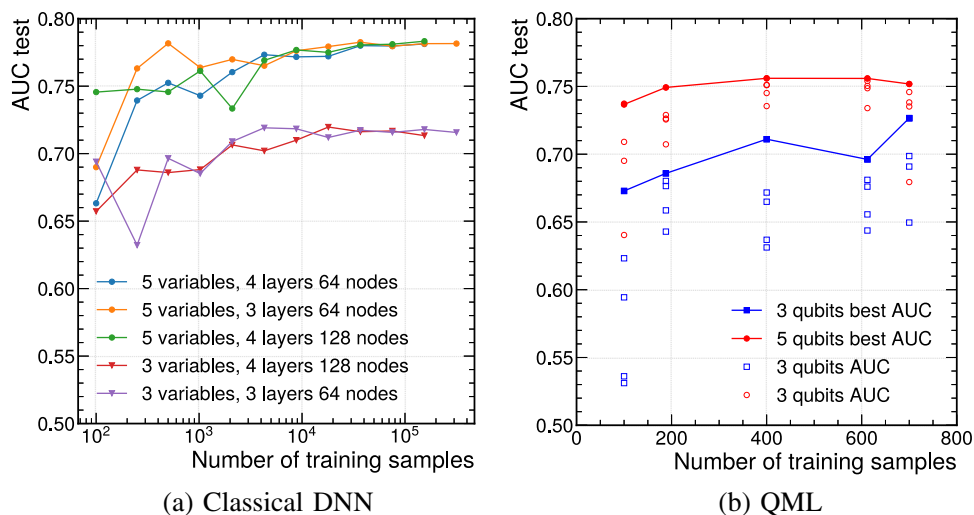 0.80
0.75
0.70
0.65
0.60
0.55
0.50
AUC test
5 variables, 4 layers 64 nodes
5 variables, 3 layers 64 nodes
5 variables, 4 layers 128 nodes
3 variables, 4 layers 128 nodes
3 variables, 3 layers 64 nodes
10² 10³ 10⁴ 10⁵
Number of training samples
(a) Classical DNN
0.80
0.75
0.70
0.65
0.60
0.55
0.50
AUC test
3 qubits best AUC
5 qubits best AUC
3 qubits AUC
3 qubits AUC
0 200 400 600 800
Number of training samples
(b) QML